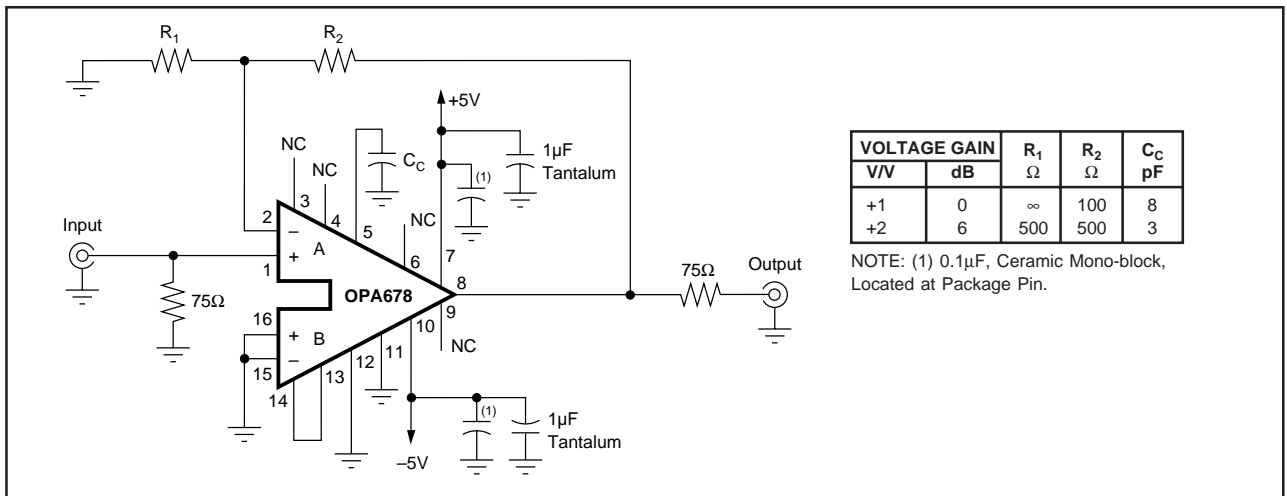 R1
R2
+5V
NC
NC
CC
(1)
1µF
Tantalum
3
4
5
NC
2
–
A
Input
+
6
7
1
75Ω
OPA678
8
75Ω
Output
9
16
+
B
10
NC
15
–
11
12
13
14
(1)
1µF
Tantalum
–5V
VOLTAGE GAIN R1 R2 CC
V/V dB Ω Ω pF
+1 0 ∞ 100 8
+2 6 500 500 3
NOTE: (1) 0.1µF, Ceramic Mono-block,
Located at Package Pin.